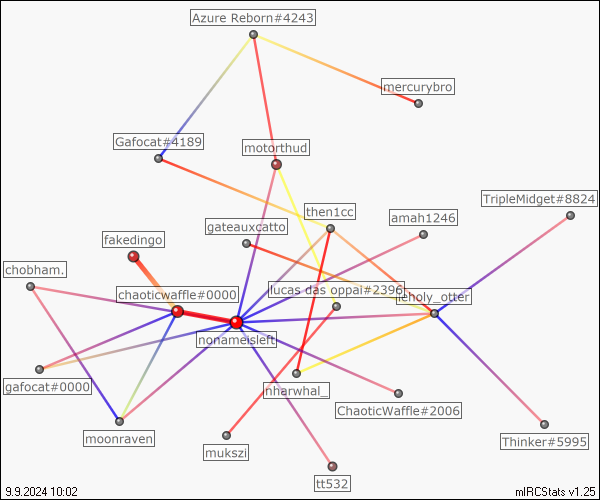 Azure Reborn#4243
mercurybro
Gafocat#4189
motorthud
TripleMidget#8824
then1cc
amah1246
gateauxcatto
fakedingo
chobham.
chaoticwaffle#0000
lucas das oppai#2396
ieholy_otter
nonameisleft
gafocat#0000
nharwhal_
ChaoticWaffle#2006
moonraven
Thinker#5995
mukszi
tt532
9.9.2024 10:02
mIRCStats v1.25